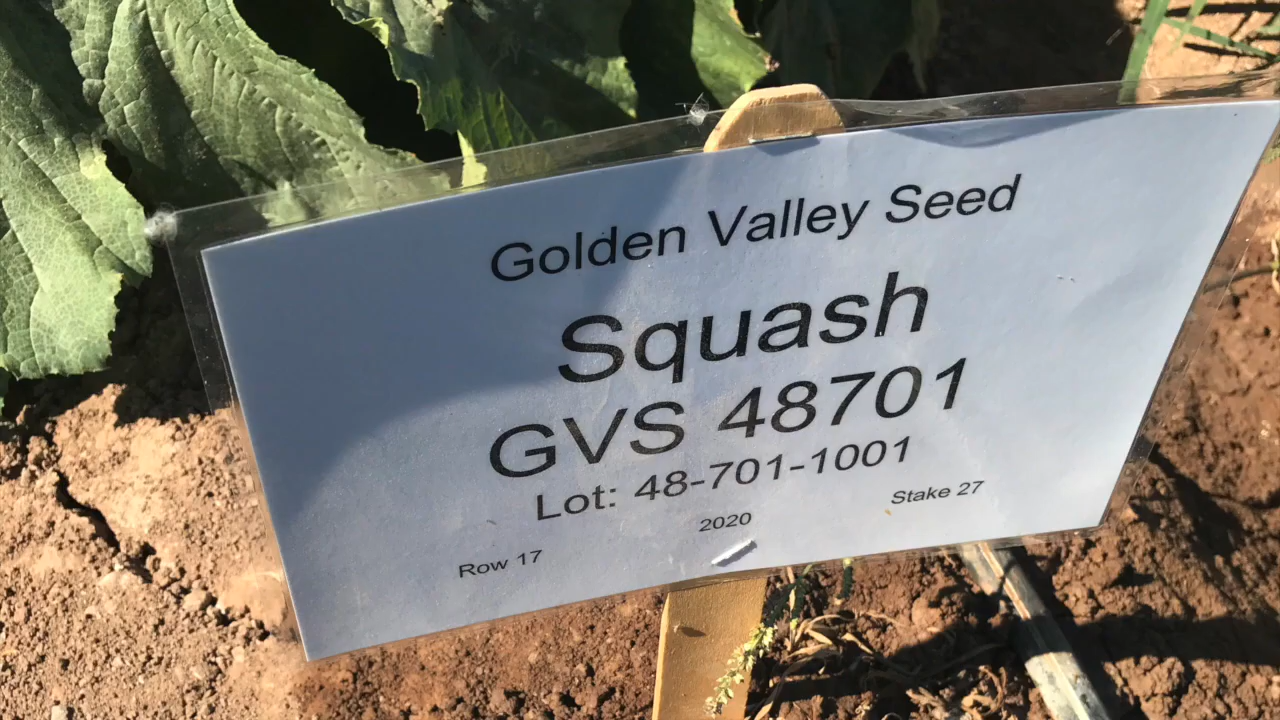 Golden Valley Seed
Squash
GVS 48701
Lot: 48-701-1001
Row 17
2020
Stake 27